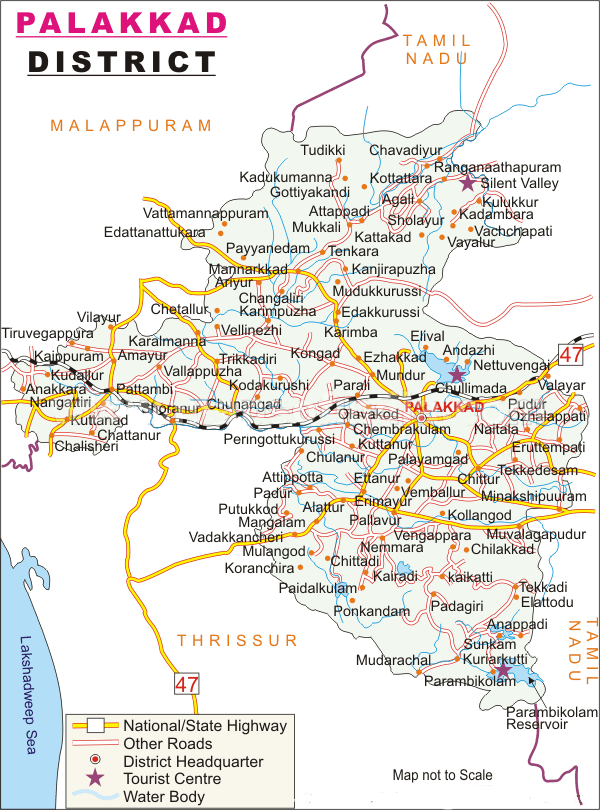 PALAKKAD
DISTRICT
TAMIL
NADU
MALAPPURAM
Tudikki
Chavadiyur
Ranganaathapuram
Kadukumanna
Kottattara
Silent Valley
Gottiyakandi
Agali
Kulukkur
Vattamannappuram
Attappadi
Sholayur
Kadambara
Edattanattukara
Mukkali
Kattakad
Vachchpati
Vayalur
Payyanedam
Tenkara
Mannarkkad
Kanjirapuzha
Ariyur
Changaliri
Mudukkurussi
Chetallur
Karimpuzha
Edakkurussi
Vilayur
Vellinezhi
Karimba
Tiruvegappura
Karalmanna
Elival
Andazhi
47
Kaippuram
Amayur
Trikkadiri
Kongad
Ezhakkad
Nettuvengai
Kudallur
Vallappuzha
Mundur
Anakkara
Pattambi
Kodakurushi
Parali
Chullimada
Valayar
Nangattiri
Shoranur
Chunangad
Olavakod
PALAKKAD
Pudur
Ozhalappati
Kuttanad
Chembrakulam
Naitala
Chattanur
Peringottukurussi
Kuttanur
Chalisheri
Chulanur
Palayamgad
Eruttempati
Tekkedesam
Attippotta
Ettanur
Chittur
Padur
Vemballur
Minakshipuuram
Putukkod
Alattur
Erimayur
Mangalam
Pallavur
Kollangod
Vadakkancheri
Vengappara
Muvalagapudur
Mulangod
Nemmara
Chilakkad
Koranchira
Chittadi
Kairadi
kaikatti
Paidalkulam
Tekkadi
Padagiri
Elattodu
Ponkandam
Anappadi
THRISSUR
Sunkam
TAMIL
NADU
Mudarachal
Kuriarkutti
Parambikolam
47
Parambikolam
Reservoir
Lakshadweep Sea
National/State Highway
Other Roads
District Headquarter
Tourist Centre
Water Body
Map not to Scale